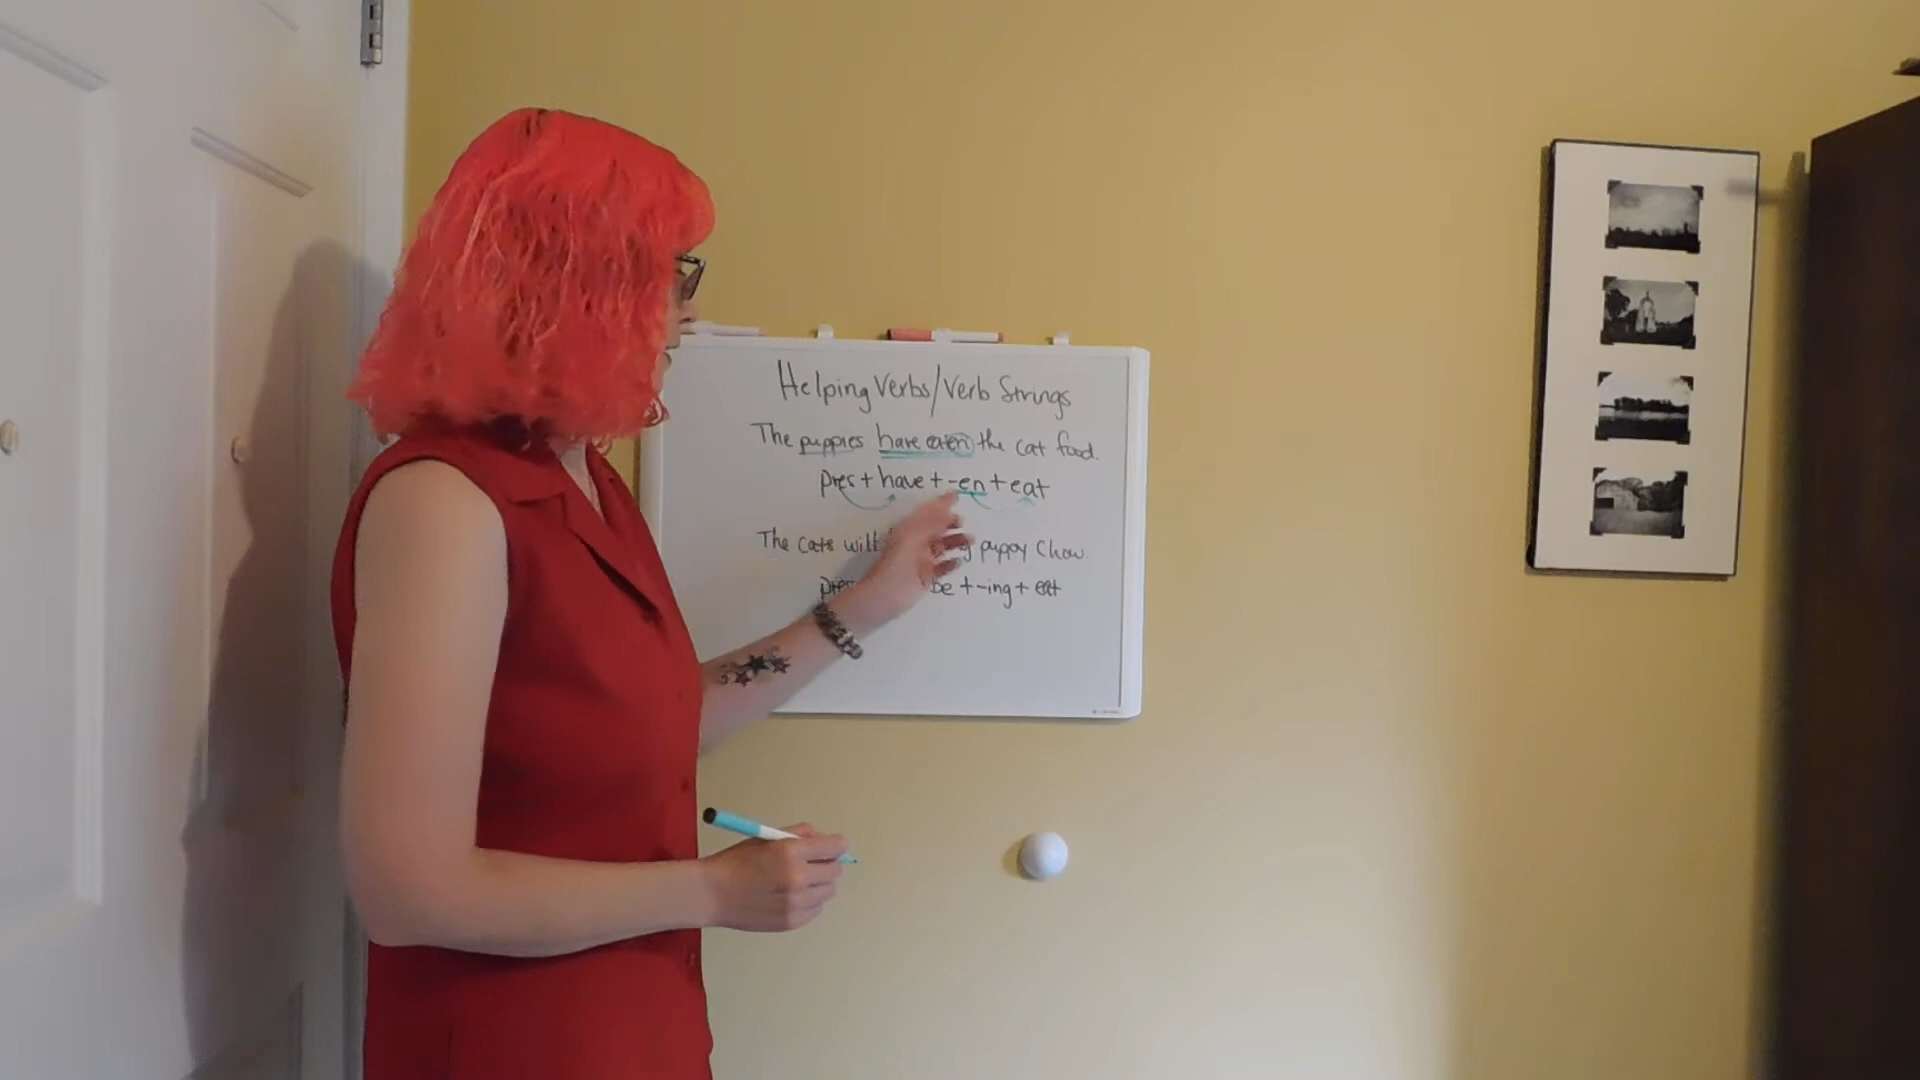 Helping Verbs/Verb Strings
The puppies have eaten the cat food.
pres + have + -en + eat
The cats will puppy Chow.
pres be + -ing + eat